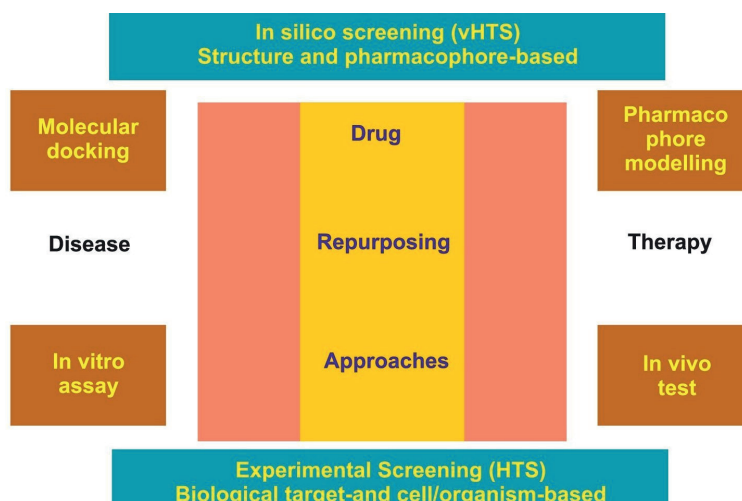 In silico screening (vHTS)
Structure and pharmacophore-based
Molecular
docking
Drug
Pharmaco
phore
modelling
Disease
Repurposing
Therapy
In vitro
assay
Approaches
In vivo
test
Experimental Screening (HTS)
Biological target-and cell/organism-based